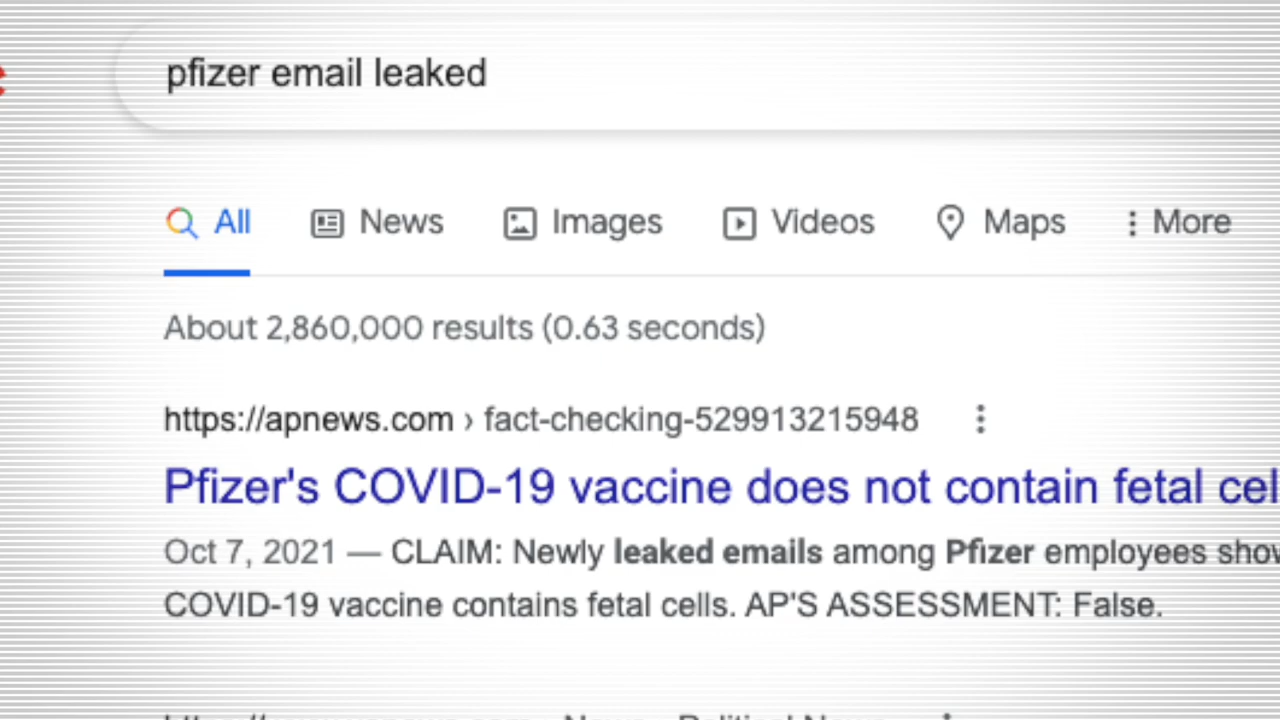 pfizer email leaked
All News Images Videos Maps More
About 2,860,000 results (0.63 seconds)
https://apnews.com › fact-checking-529913215948
Pfizer's COVID-19 vaccine does not contain fetal cel
Oct 7, 2021 — CLAIM: Newly leaked emails among Pfizer employees show
COVID-19 vaccine contains fetal cells. AP'S ASSESSMENT: False.